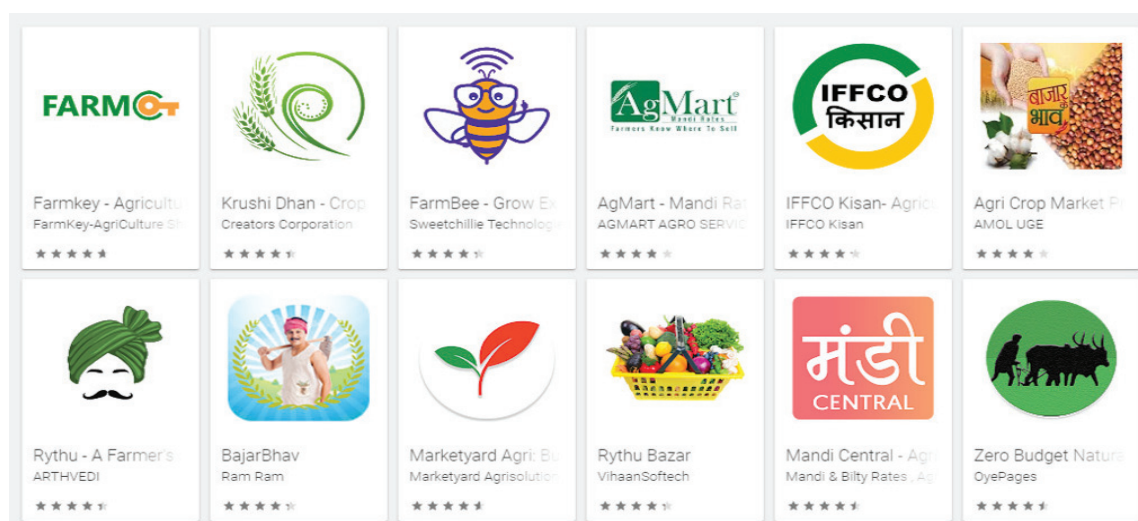 FARM
AgMart
Mandi Rates
Farmers Know Where To Sell
IFFCO
किसान
बाजार
भाव
Farmkey - Agricultu
Krushi Dhan - Crop
FarmBee - Grow Ex
AgMart - Mandi Rat
IFFCO Kisan- Agric
Agri Crop Market P
FarmKey-AgriCulture Sh
Creators Corporation
Sweetchillie Technologi
AGMART AGRO SERVIC
IFFCO Kisan
AMOL UGE
मंडी
CENTRAL
Rythu - A Farmer's
BajarBhav
Marketyard Agri: Bu
Rythu Bazar
Mandi Central - Agri
Zero Budget Natura
ARTHVEDI
Ram Ram
Marketyard Agrisolution
VihaanSoftech
Mandi & Bilty Rates , Ag
OyePages